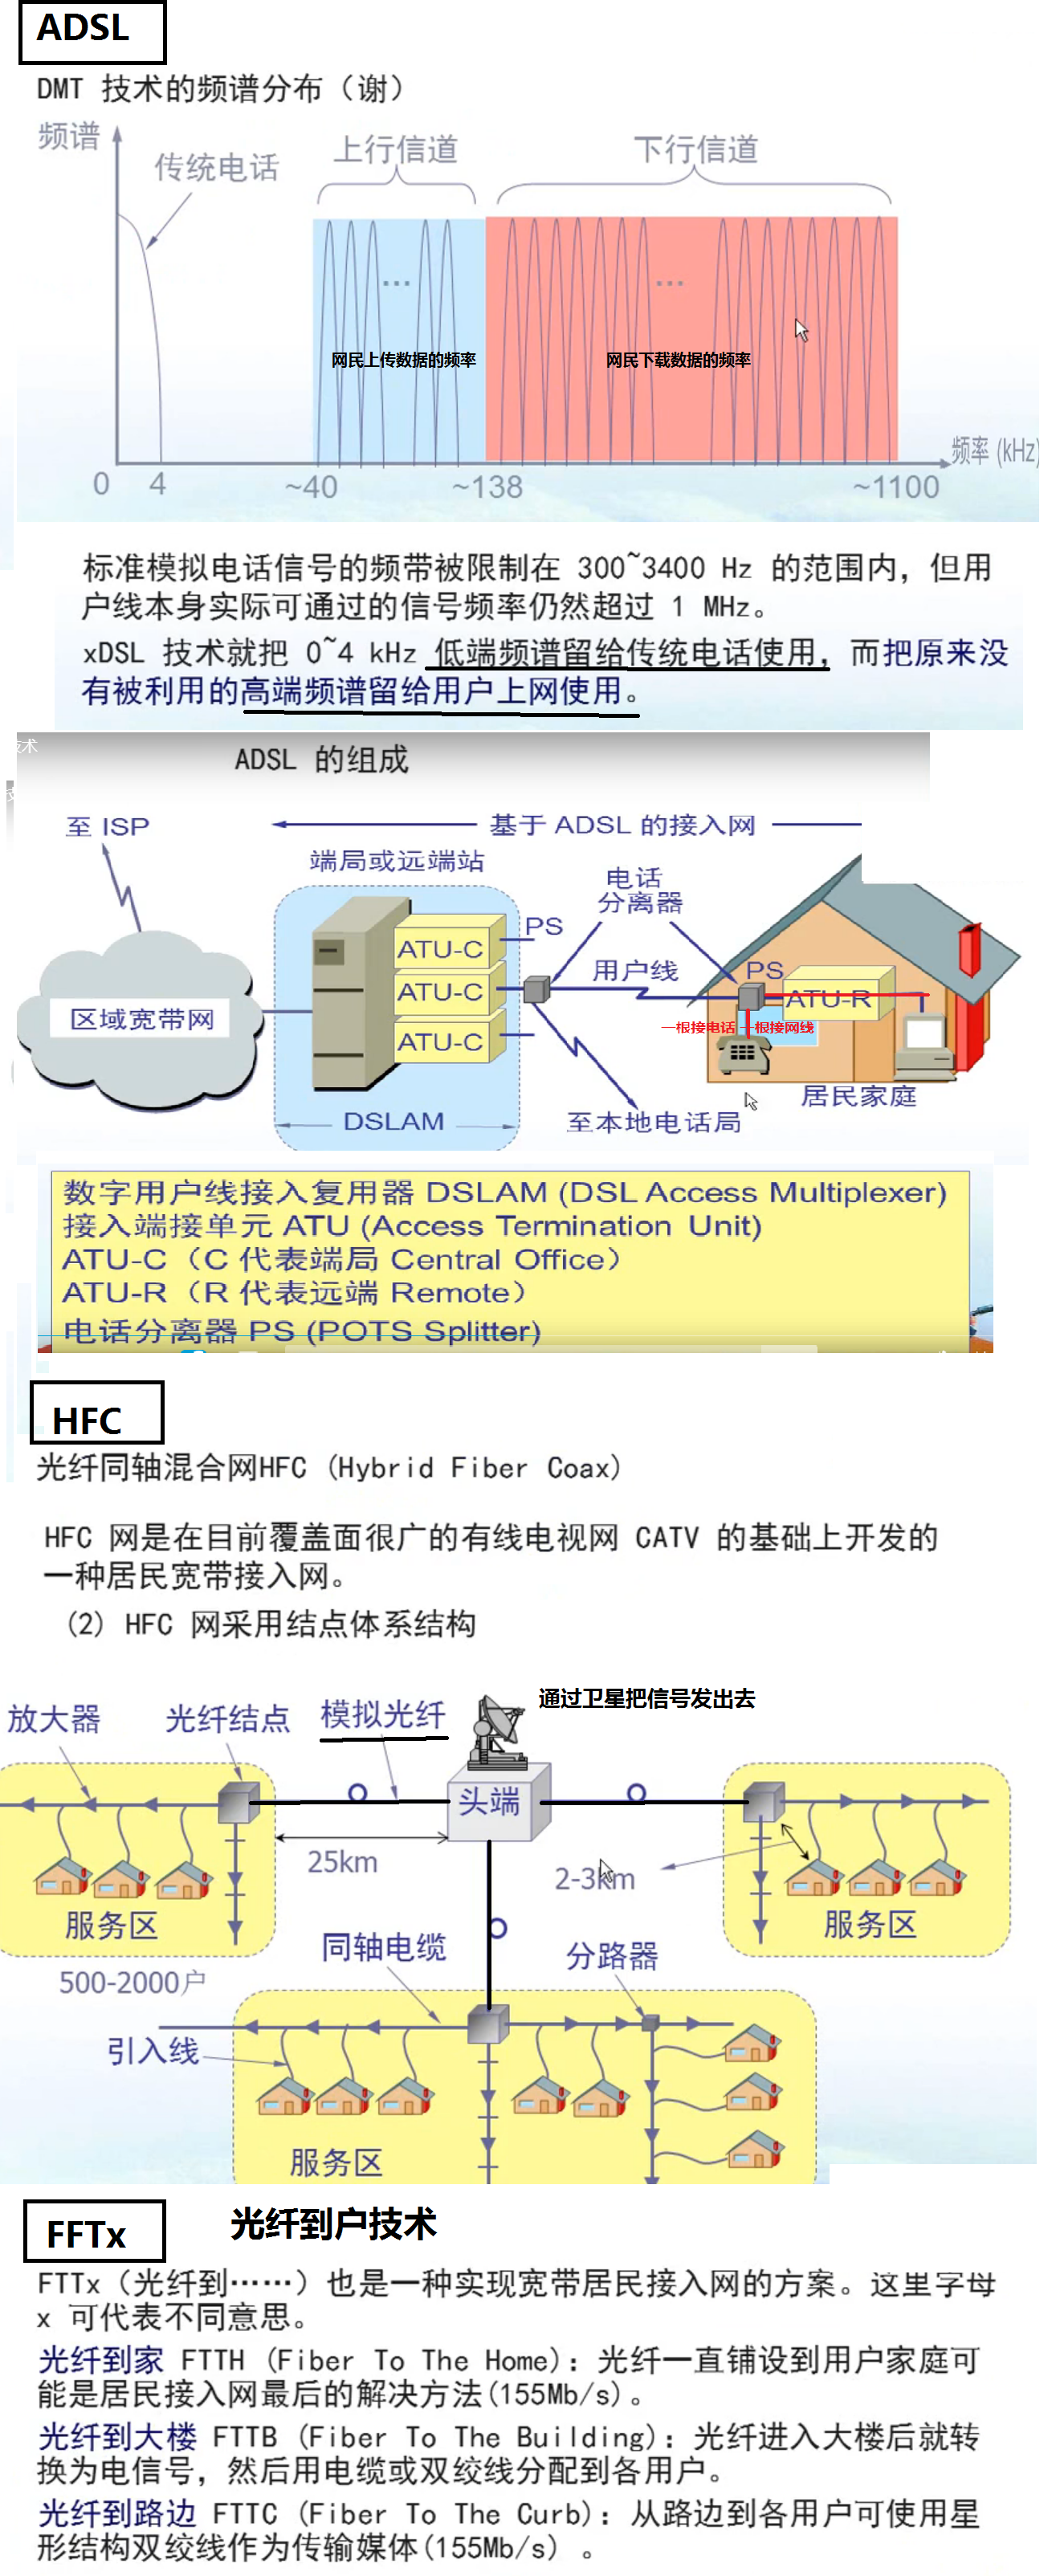 ADSL
DMT 技术的频谱分布（谢）
频谱
传统电话
上行信道
下行信道
...
...
网民上传数据的频率
网民下载数据的频率
频率 (kHz)
0
4
~40
~138
~1100
标准模拟电话信号的频带被限制在 300~3400 Hz 的范围内，但用
户线本身实际可通过的信号频率仍然超过 1 MHz。
xDSL 技术就把 0~4 kHz 低端频谱留给传统电话使用，而把原来没
有被利用的高端频谱留给用户上网使用。
技术
ADSL 的组成
至 ISP
基于 ADSL 的接入网
端局或远端站
电话
分离器
PS
ATU-C
用户线
PS
ATU-C
ATU-R
区域宽带网
一根接电话 一根接网线
ATU-C
居民家庭
DSLAM
至本地电话局
数字用户线接入复用器 DSLAM (DSL Access Multiplexer)
接入端接单元 ATU (Access Termination Unit)
ATU-C（C 代表端局 Central Office）
ATU-R（R 代表远端 Remote）
电话分离器 PS (POTS Splitter)
HFC
光纤同轴混合网HFC (Hybrid Fiber Coax)
HFC 网是在目前覆盖面很广的有线电视网 CATV 的基础上开发的
一种居民宽带接入网。
(2) HFC 网采用结点体系结构
通过卫星把信号发出去
放大器
光纤结点
模拟光纤
头端
25km
2-3km
服务区
服务区
同轴电缆
分路器
500-2000户
引入线
服务区
FFTx
光纤到户技术
FTTx（光纤到……）也是一种实现宽带居民接入网的方案。这里字母
x 可代表不同意思。
光纤到家 FTTH (Fiber To The Home)：光纤一直铺设到用户家庭可
能是居民接入网最后的解决方法(155Mb/s)。
光纤到大楼 FTTB (Fiber To The Building)：光纤进入大楼后就转
换为电信号，然后用电缆或双绞线分配到各用户。
光纤到路边 FTTC (Fiber To The Curb)：从路边到各用户可使用星
形结构双绞线作为传输媒体(155Mb/s) 。